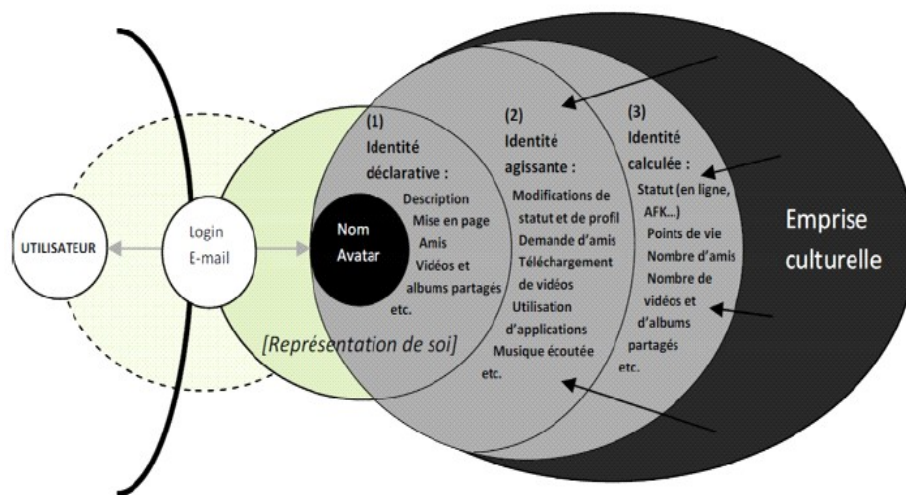 UTILISATEUR
Login
E-mail
Nom
Avatar
(1)
Identité
déclarative :
Description
Mise en page
Amis
Vidéos et
albums partagés
etc.
[Représentation de soi]
(2)
Identité
agissante :
Modifications de
statut et de profil
Demande d'amis
Téléchargement
de vidéos
Utilisation
d'applications
Musique écoutée
etc.
(3)
Identité
calculée :
Statut (en ligne,
AFK...)
Points de vie
Nombre d'amis
Nombre de
vidéos et
d'albums
partagés
etc.
Emprise
culturelle